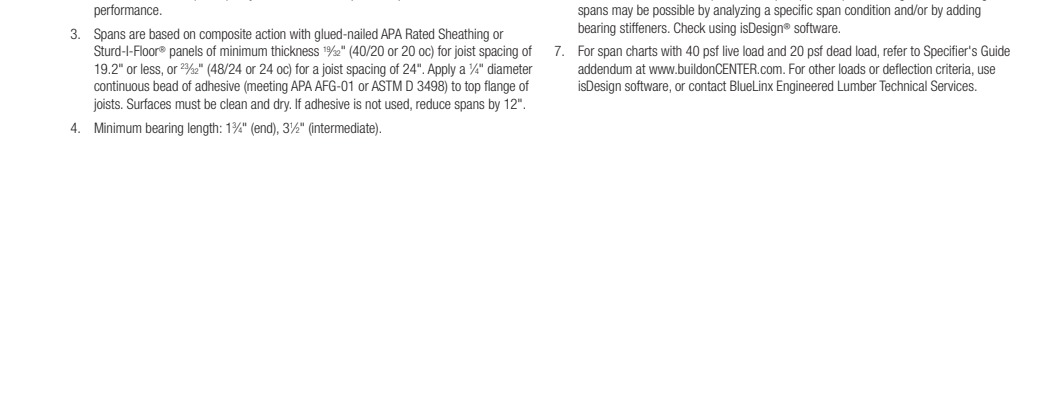 performance.
3. Spans are based on composite action with glued-nailed APA Rated Sheathing or
Sturd-I-Floor® panels of minimum thickness 19/32" (40/20 or 20 oc) for joist spacing of
19.2" or less, or 23/32" (48/24 or 24 oc) for a joist spacing of 24". Apply a ¼" diameter
continuous bead of adhesive (meeting APA AFG-01 or ASTM D 3498) to top flange of
joists. Surfaces must be clean and dry. If adhesive is not used, reduce spans by 12".
4. Minimum bearing length: 1¾" (end), 3½" (intermediate).
spans may be possible by analyzing a specific span condition and/or by adding
bearing stiffeners. Check using isDesign® software.
7. For span charts with 40 psf live load and 20 psf dead load, refer to Specifier's Guide
addendum at www.buildonCENTER.com. For other loads or deflection criteria, use
isDesign software, or contact BlueLinx Engineered Lumber Technical Services.